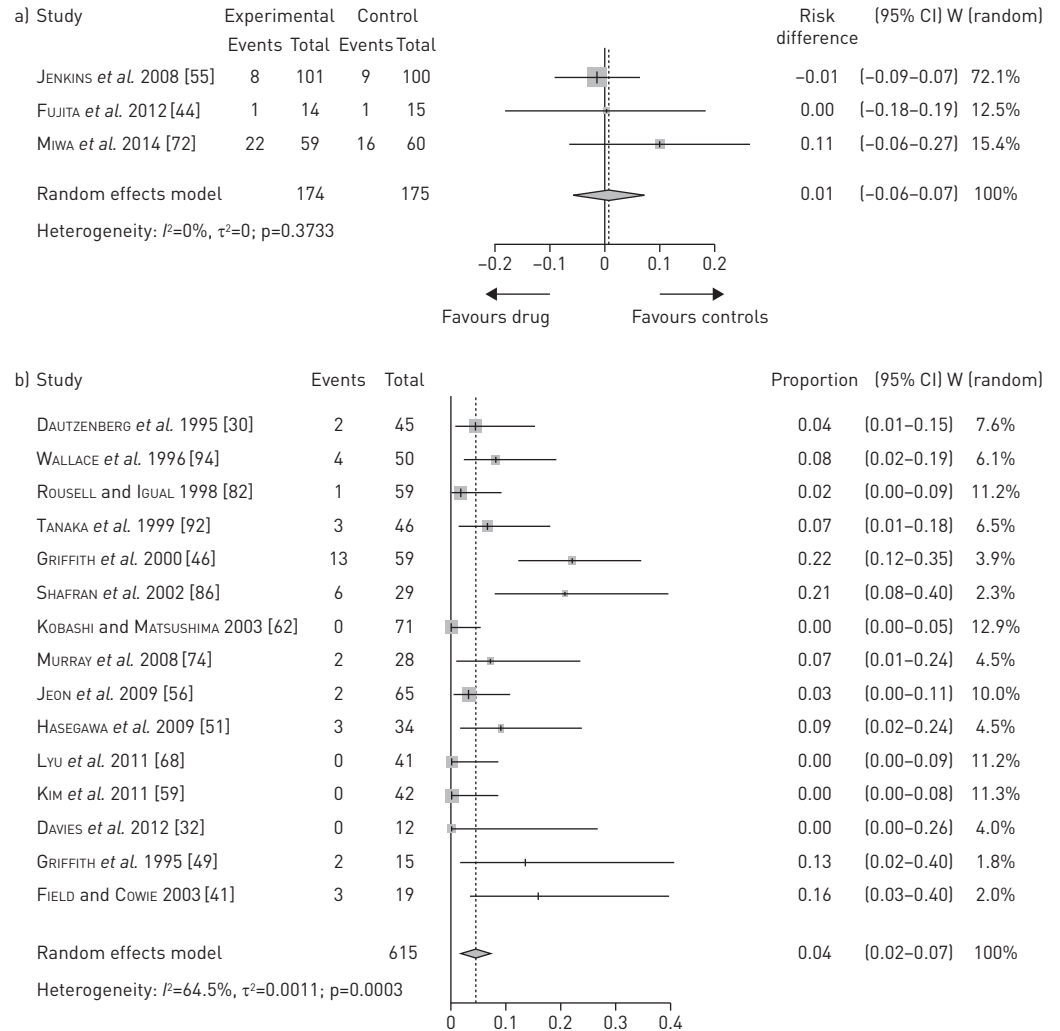 a) Study Experimental Control Risk difference (95% CI) W (random)
Events Total Events Total
Jenkins et al. 2008 [55] 8 101 9 100 −0.01 (−0.09–0.07) 72.1%
Fujita et al. 2012 [44] 1 14 1 15 0.00 (−0.18–0.19) 12.5%
Miwa et al. 2014 [72] 22 59 16 60 0.11 (−0.06–0.27) 15.4%
Random effects model 174 175 0.01 (−0.06–0.07) 100%
Heterogeneity: I²=0%, τ²=0; p=0.3733
−0.2 −0.1 0 0.1 0.2
Favours drug Favours controls
b) Study Events Total Proportion (95% CI) W (random)
Dautzenberg et al. 1995 [30] 2 45 0.04 (0.01–0.15) 7.6%
Wallace et al. 1996 [94] 4 50 0.08 (0.02–0.19) 6.1%
Rousell and Igual 1998 [82] 1 59 0.02 (0.00–0.09) 11.2%
Tanaka et al. 1999 [92] 3 46 0.07 (0.01–0.18) 6.5%
Griffith et al. 2000 [46] 13 59 0.22 (0.12–0.35) 3.9%
Shafran et al. 2002 [86] 6 29 0.21 (0.08–0.40) 2.3%
Kobashi and Matsushima 2003 [62] 0 71 0.00 (0.00–0.05) 12.9%
Murray et al. 2008 [74] 2 28 0.07 (0.01–0.24) 4.5%
Jeon et al. 2009 [56] 2 65 0.03 (0.00–0.11) 10.0%
Hasegawa et al. 2009 [51] 3 34 0.09 (0.02–0.24) 4.5%
Lyu et al. 2011 [68] 0 41 0.00 (0.00–0.09) 11.2%
Kim et al. 2011 [59] 0 42 0.00 (0.00–0.08) 11.3%
Davies et al. 2012 [32] 0 12 0.00 (0.00–0.26) 4.0%
Griffith et al. 1995 [49] 2 15 0.13 (0.02–0.40) 1.8%
Field and Cowie 2003 [41] 3 19 0.16 (0.03–0.40) 2.0%
Random effects model 615 0.04 (0.02–0.07) 100%
Heterogeneity: I²=64.5%, τ²=0.0011; p=0.0003
0 0.1 0.2 0.3 0.4